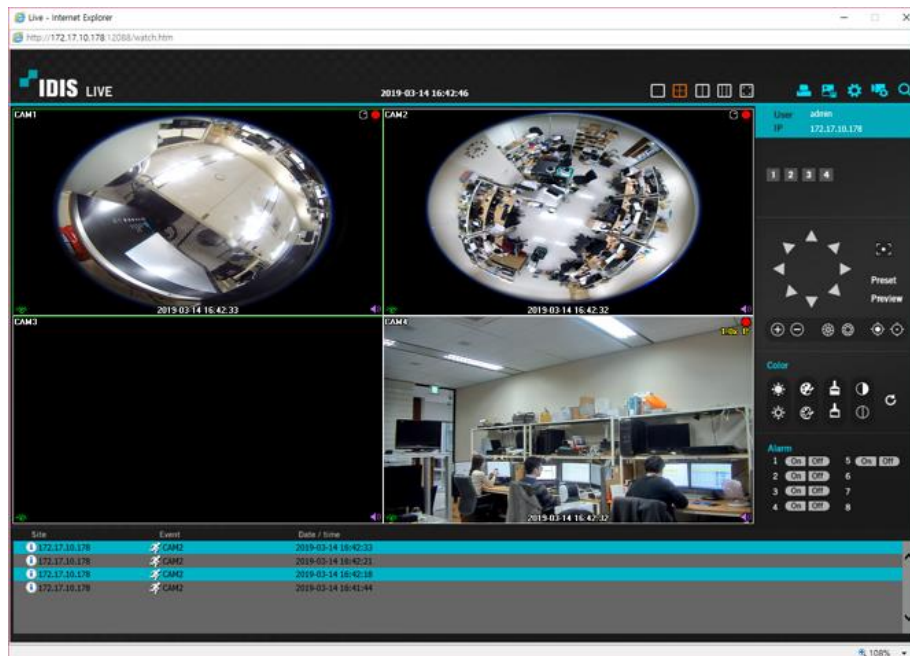 Live - Internet Explorer
http://172.17.10.178:12088/watch.htm
IDIS LIVE
2019-03-14 16:42:46
User admin
IP 172.17.10.178
CAM1
CAM2
2019-03-14 16:42:33
2019-03-14 16:42:32
1 2 3 4
Preset
Preview
CAM3
CAM4
2019-03-14 16:42:32
Color
Alarm
1 On Off 5 On Off
2 On Off 6
3 On Off 7
4 On Off 8
Site Event Date / time
172.17.10.178 CAM2 2019-03-14 16:42:33
172.17.10.178 CAM2 2019-03-14 16:42:21
172.17.10.178 CAM2 2019-03-14 16:42:18
172.17.10.178 CAM2 2019-03-14 16:41:44
108%